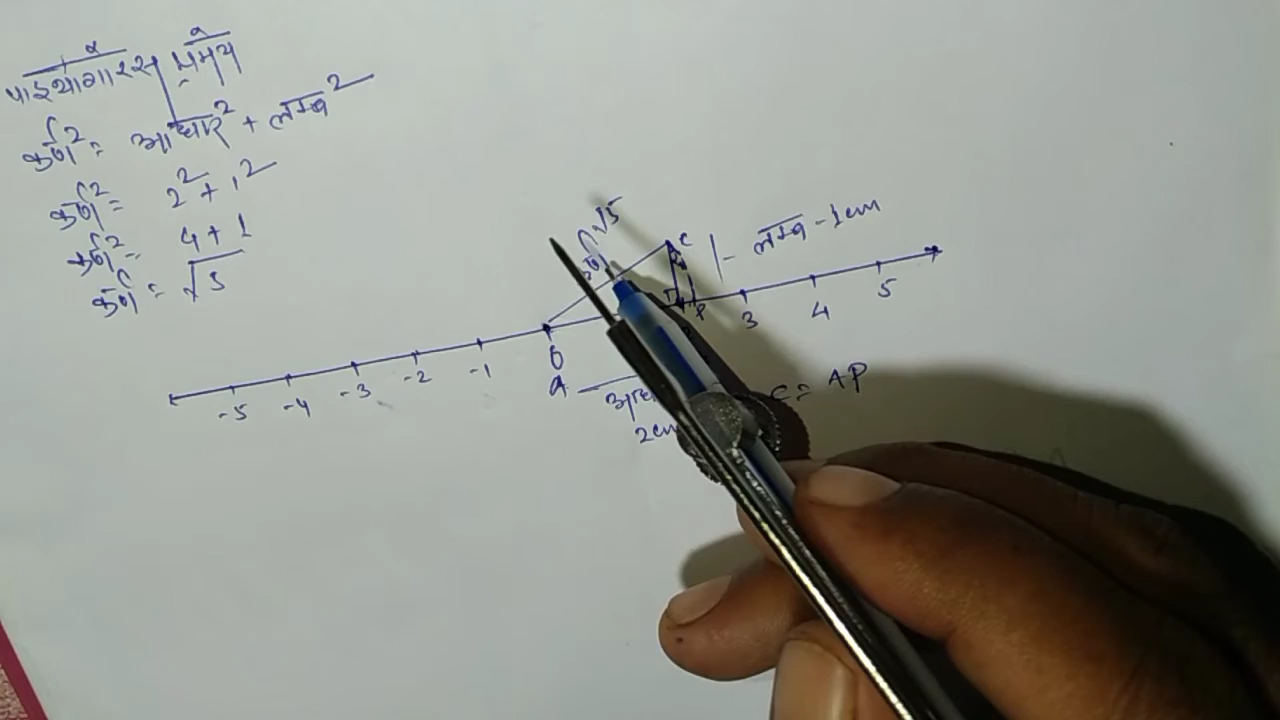 पाइथागोरस प्रमेय
कर्ण² = आधार² + लम्ब²
कर्ण² = 2² + 1²
कर्ण² = 4 + 1
कर्ण = √5
कर्ण √5
C
| - लम्ब - 1cm
-5 -4 -3 -2 -1 0 P 3 4 5
A
C = AP
2cm